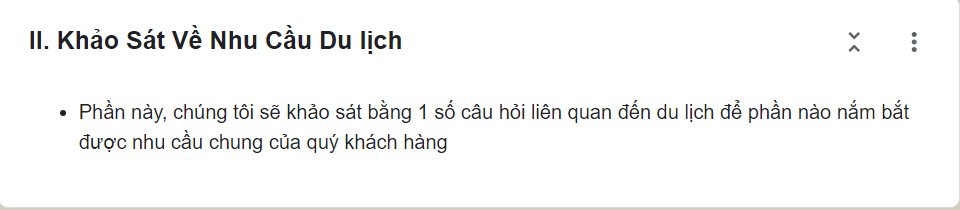 II. Khảo Sát Về Nhu Cầu Du lịch
• Phần này, chúng tôi sẽ khảo sát bằng 1 số câu hỏi liên quan đến du lịch để phần nào nắm bắt
được nhu cầu chung của quý khách hàng